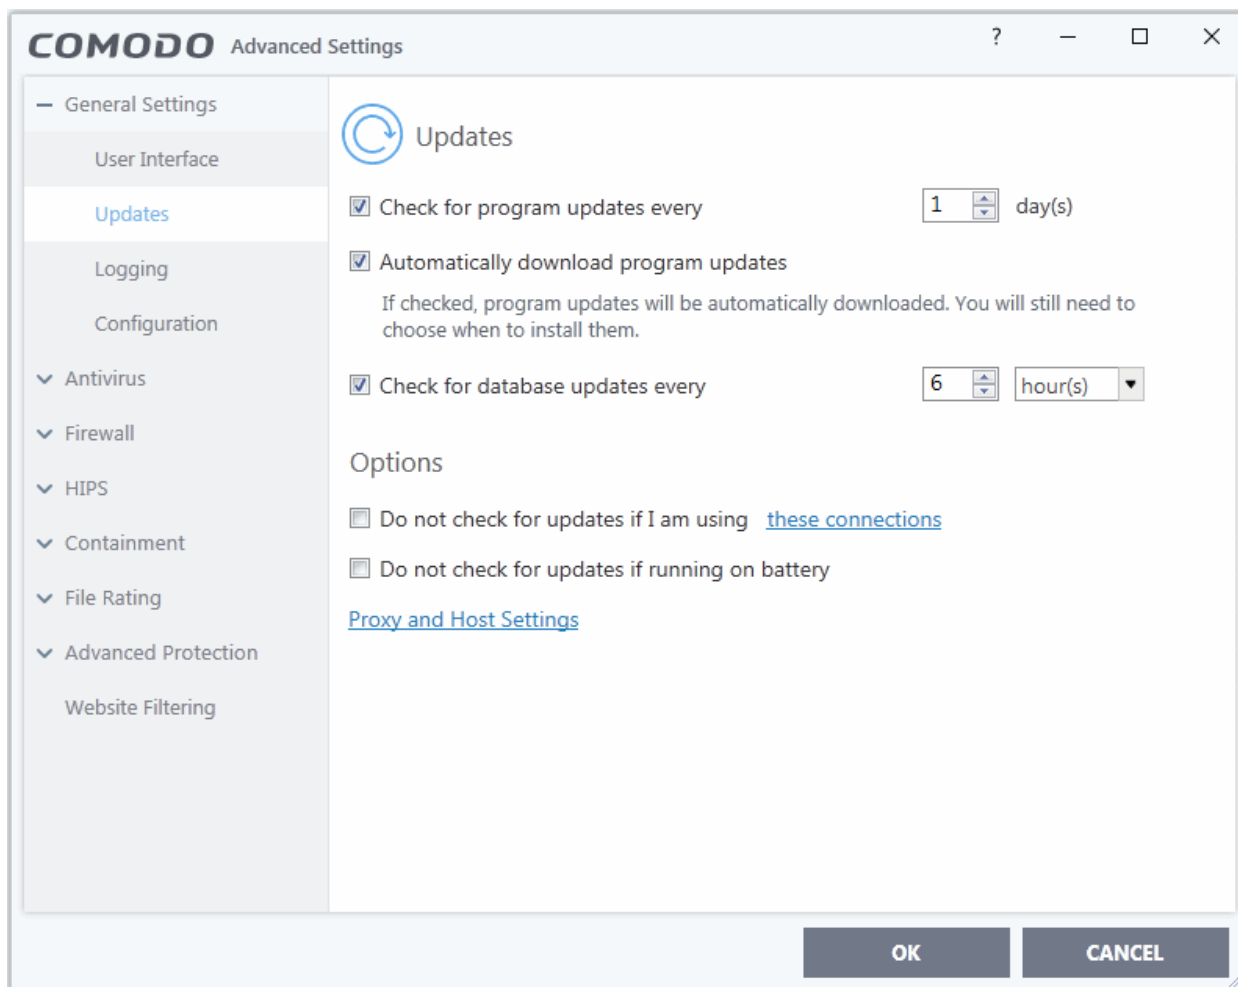 COMODO Advanced Settings ?
General Settings
User Interface
Updates
Logging
Configuration
Antivirus
Firewall
HIPS
Containment
File Rating
Advanced Protection
Website Filtering
Updates
Check for program updates every 1 day(s)
Automatically download program updates
If checked, program updates will be automatically downloaded. You will still need to
choose when to install them.
Check for database updates every 6 hour(s)
Options
Do not check for updates if I am using these connections
Do not check for updates if running on battery
Proxy and Host Settings
OK CANCEL